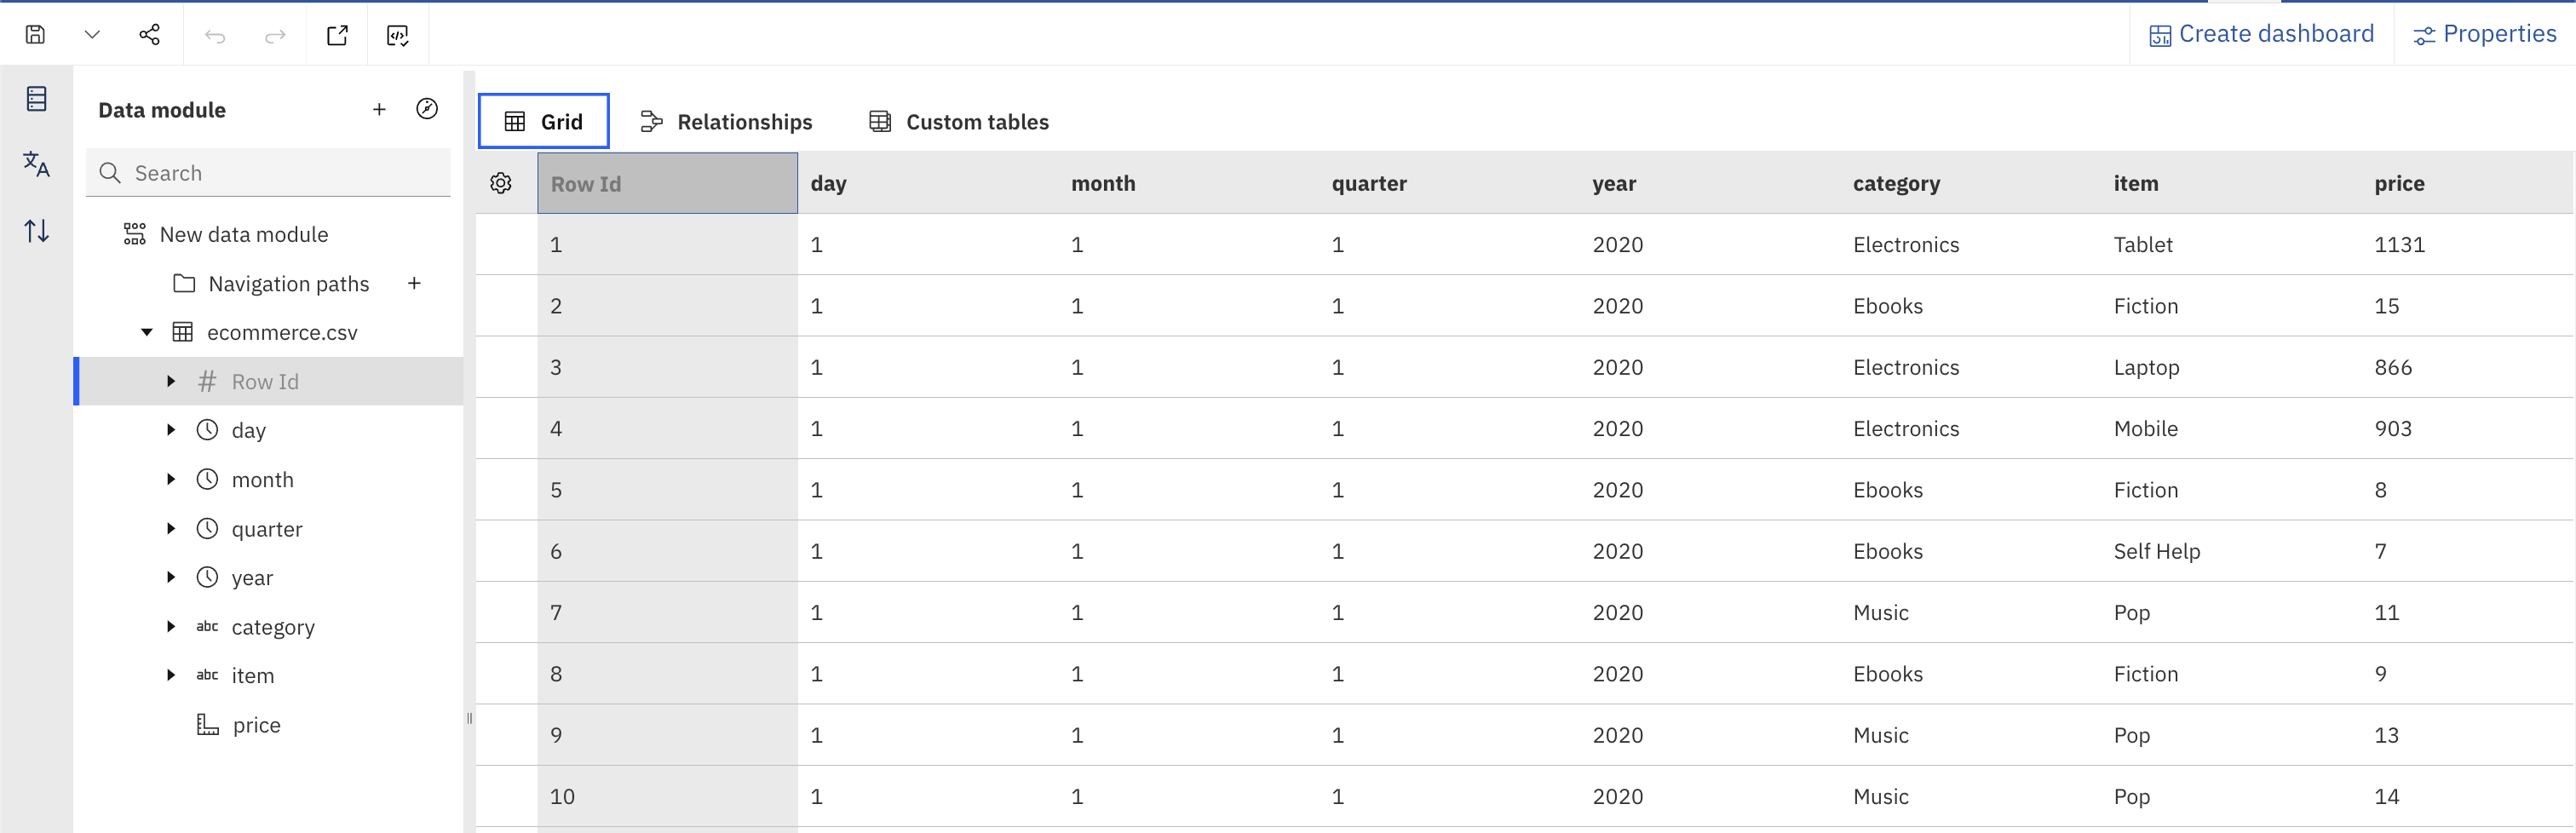 Create dashboard Properties
Data module
Search
New data module
Navigation paths
ecommerce.csv
Row Id
day
month
quarter
year
abc category
abc item
price
Grid Relationships Custom tables
Row Id day month quarter year category item price
1 1 1 1 2020 Electronics Tablet 1131
2 1 1 1 2020 Ebooks Fiction 15
3 1 1 1 2020 Electronics Laptop 866
4 1 1 1 2020 Electronics Mobile 903
5 1 1 1 2020 Ebooks Fiction 8
6 1 1 1 2020 Ebooks Self Help 7
7 1 1 1 2020 Music Pop 11
8 1 1 1 2020 Ebooks Fiction 9
9 1 1 1 2020 Music Pop 13
10 1 1 1 2020 Music Pop 14